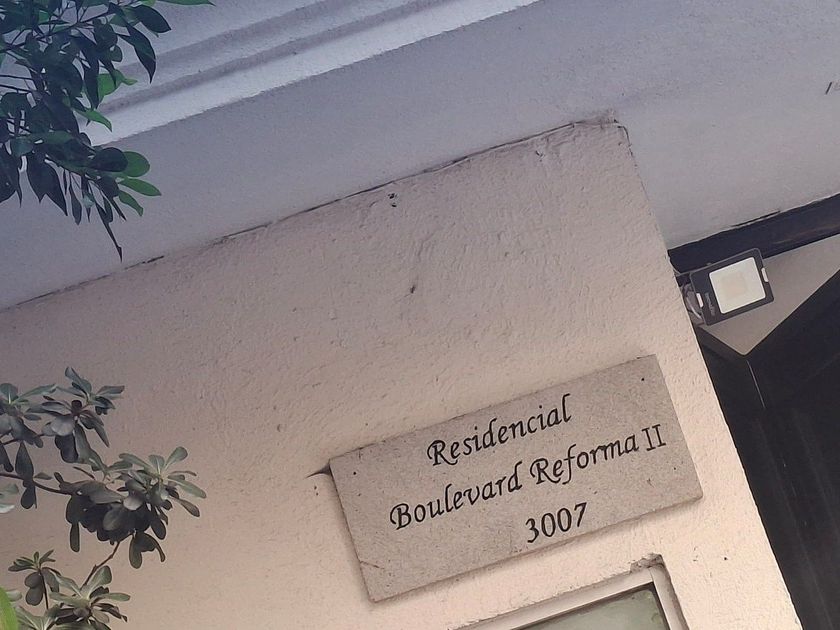 Residencial
Boulevard Reforma II
3007